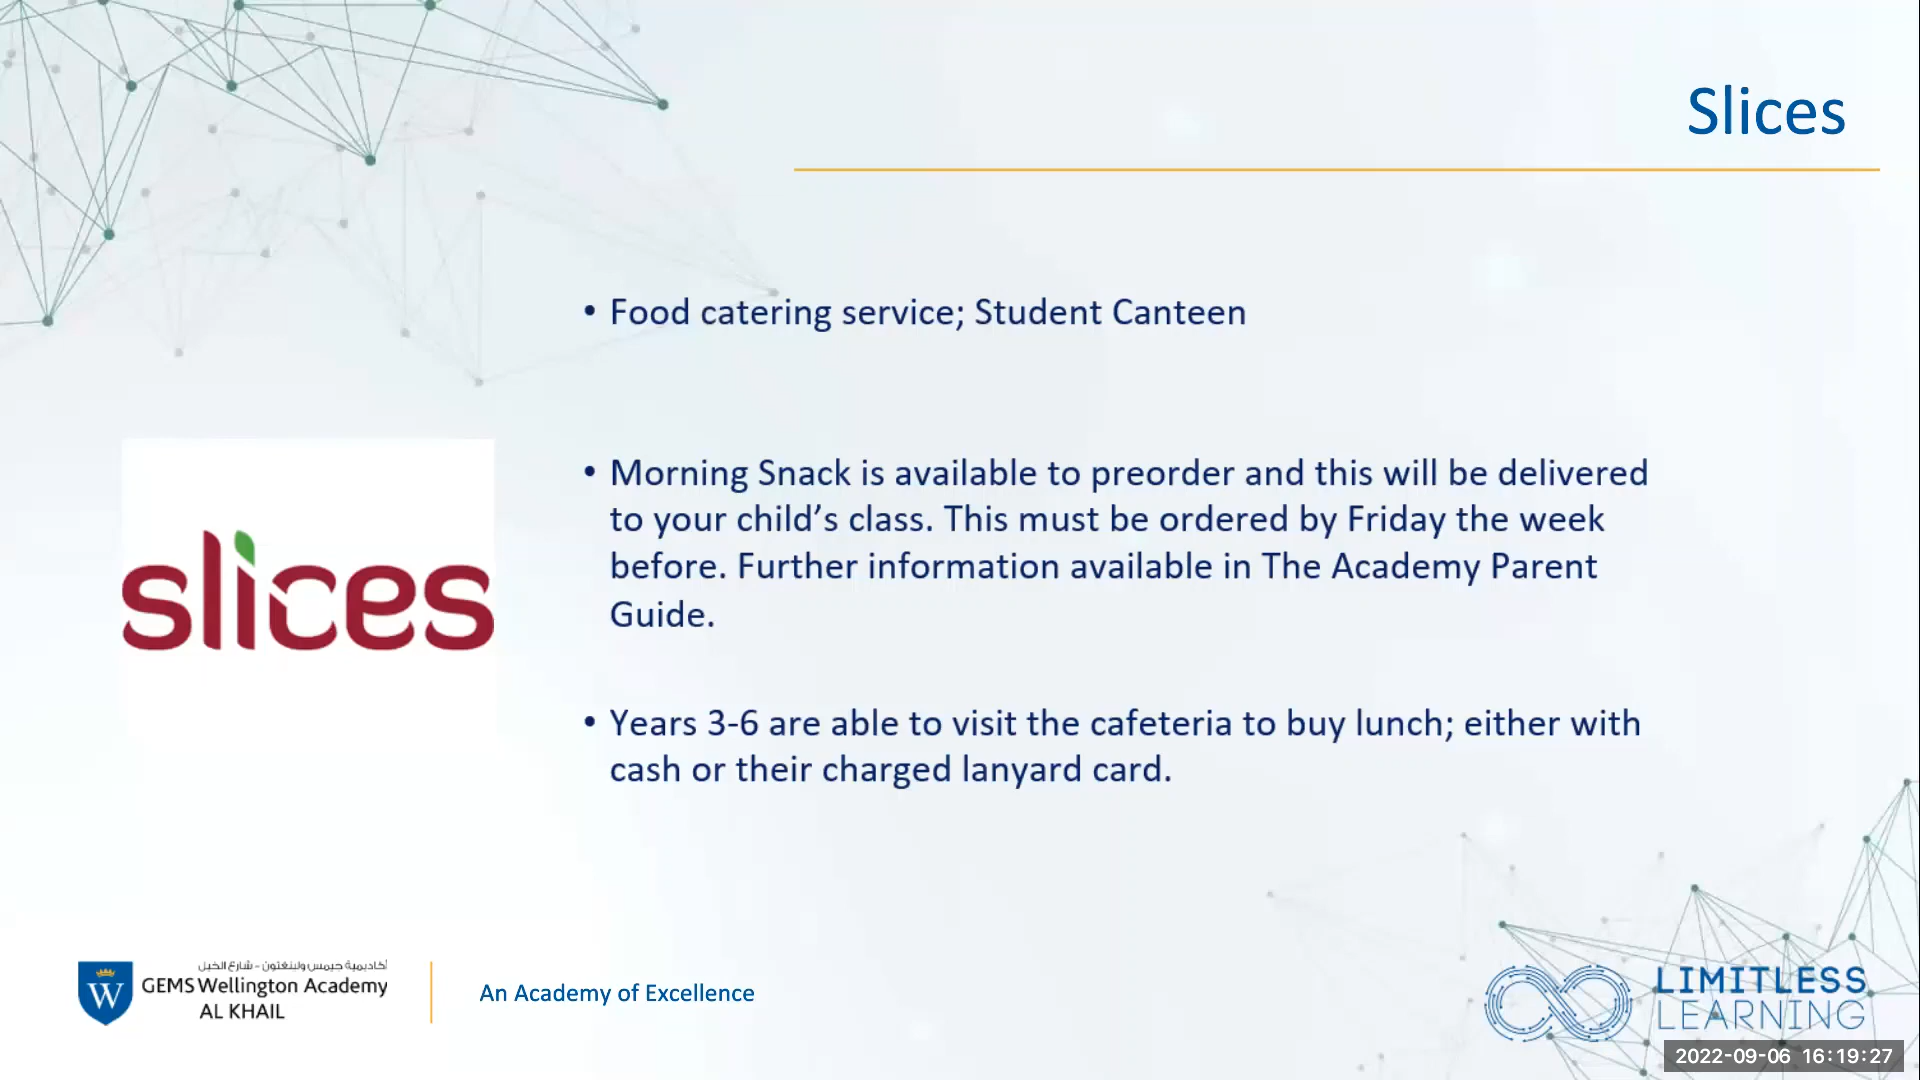 Slices
• Food catering service; Student Canteen
• Morning Snack is available to preorder and this will be delivered
to your child’s class. This must be ordered by Friday the week
before. Further information available in The Academy Parent
Guide.
slices
• Years 3-6 are able to visit the cafeteria to buy lunch; either with
cash or their charged lanyard card.
أكاديمية جيمس ولينغتون - شارع الخيل
W
GEMS Wellington Academy
AL KHAIL
An Academy of Excellence
LIMITLESS
LEARNING
2022-09-06 16:19:27